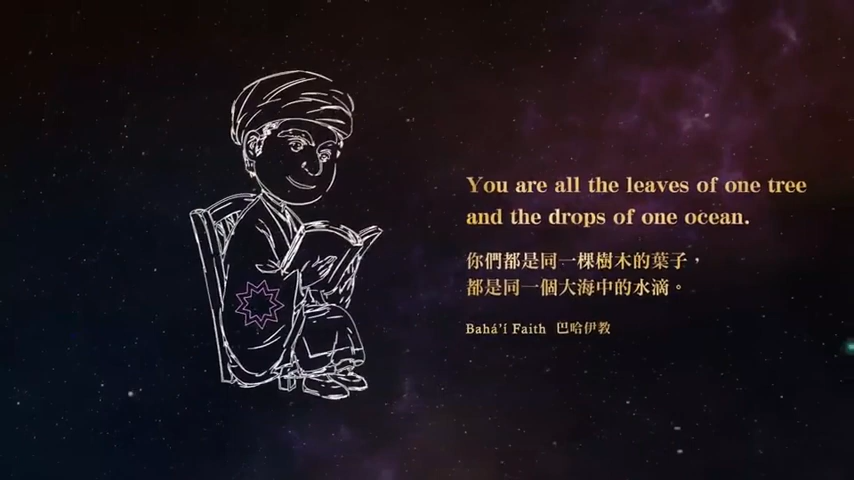 You are all the leaves of one tree
and the drops of one ocean.
你們都是同一棵樹木的葉子，
都是同一個大海中的水滴。
Bahá’í Faith 巴哈伊教